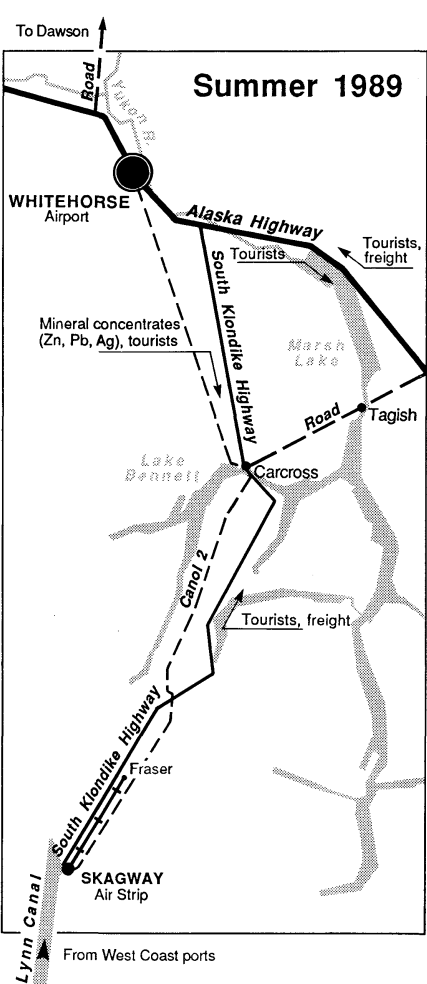 To Dawson
Road
Yukon R.
Summer 1989
WHITEHORSE
Airport
Alaska Highway
Tourists
Tourists,
freight
South Klondike Highway
Mineral concentrates
(Zn, Pb, Ag), tourists
Marsh
Lake
Road
Tagish
Lake
Bennett
Carcross
Canol 2
Tourists, freight
South Klondike Highway
Fraser
SKAGWAY
Air Strip
Lynn Canal
From West Coast ports